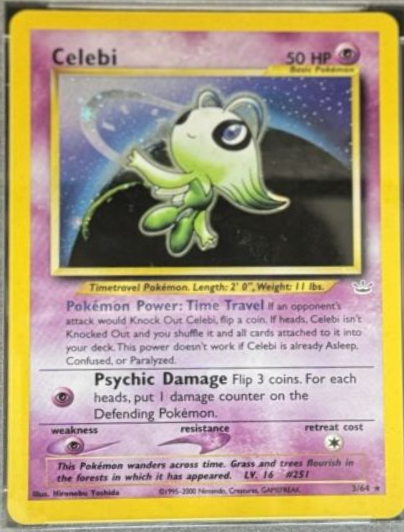 Celebi
50 HP
Basic Pokémon
Timetravel Pokémon. Length: 2' 0", Weight: 11 lbs.
Pokémon Power: Time Travel If an opponent's
attack would Knock Out Celebi, flip a coin. If heads, Celebi isn't
Knocked Out and you shuffle it and all cards attached to it into
your deck. This power doesn't work if Celebi is already Asleep,
Confused, or Paralyzed.
Psychic Damage Flip 3 coins. For each
heads, put 1 damage counter on the
Defending Pokémon.
weakness resistance retreat cost
This Pokémon wanders across time. Grass and trees flourish in
the forests in which it has appeared. LV. 16 #251
Illus. Hironobu Yoshida ©1995-2000 Nintendo, Creatures, GAMEFREAK. 3/64 ★